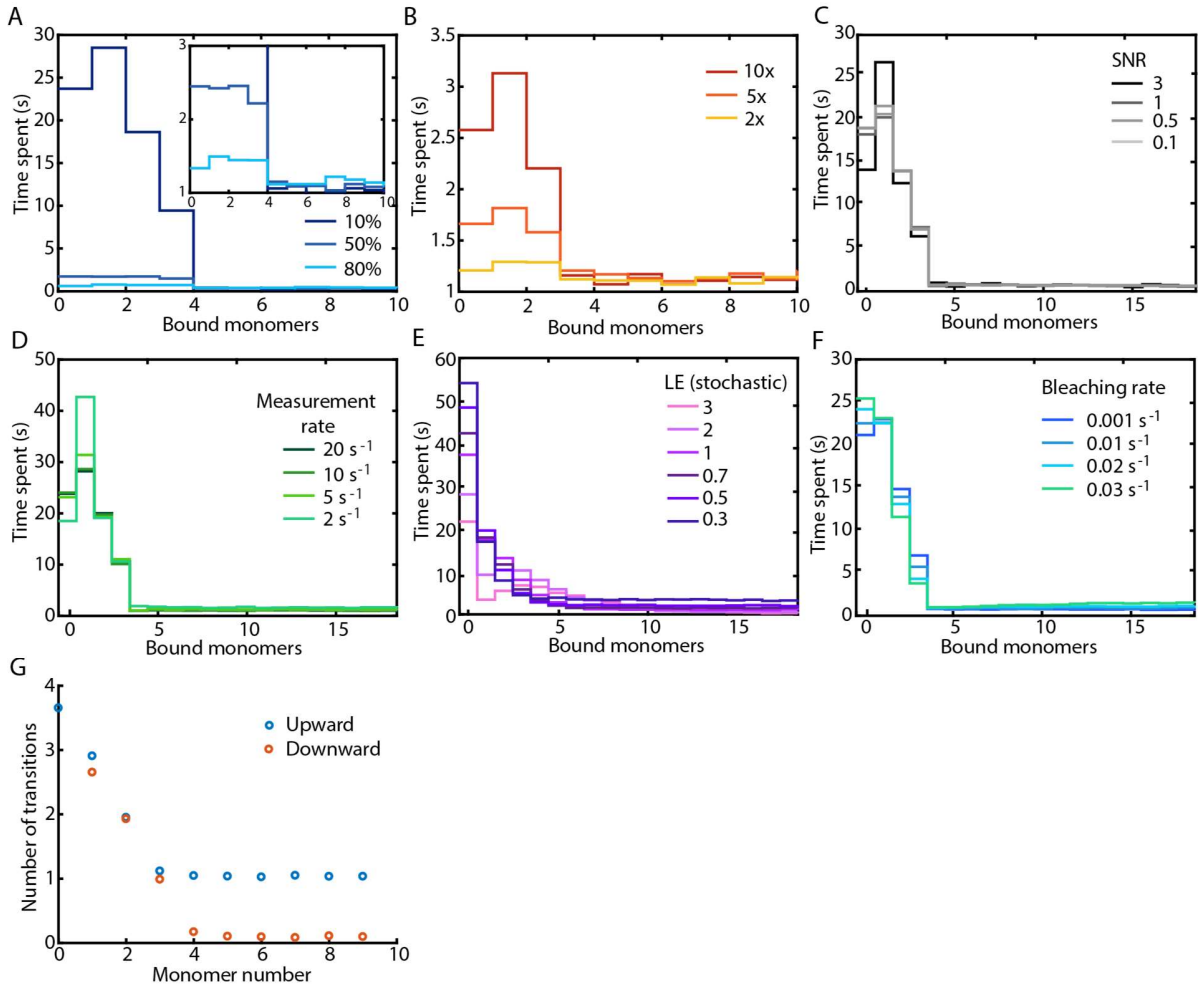 A
Time spent (s)
30
25
20
15
10
5
0
0 2 4 6 8 10
Bound monomers
3
2
1
0 2 4 6 8 10
10%
50%
80%
B
Time spent (s)
3.5
3
2.5
2
1.5
1
0 2 4 6 8 10
Bound monomers
10x
5x
2x
C
Time spent (s)
30
25
20
15
10
5
0
0 5 10 15
Bound monomers
SNR
3
1
0.5
0.1
D
Time spent (s)
50
40
30
20
10
0
0 5 10 15
Bound monomers
Measurement
rate
20 s⁻¹
10 s⁻¹
5 s⁻¹
2 s⁻¹
E
Time spent (s)
60
50
40
30
20
10
0
0 5 10 15
Bound monomers
LE (stochastic)
3
2
1
0.7
0.5
0.3
F
Time spent (s)
30
25
20
15
10
5
0
0 5 10 15
Bound monomers
Bleaching rate
0.001 s⁻¹
0.01 s⁻¹
0.02 s⁻¹
0.03 s⁻¹
G
Number of transitions
4
3
2
1
0
0 2 4 6 8 10
Monomer number
Upward
Downward